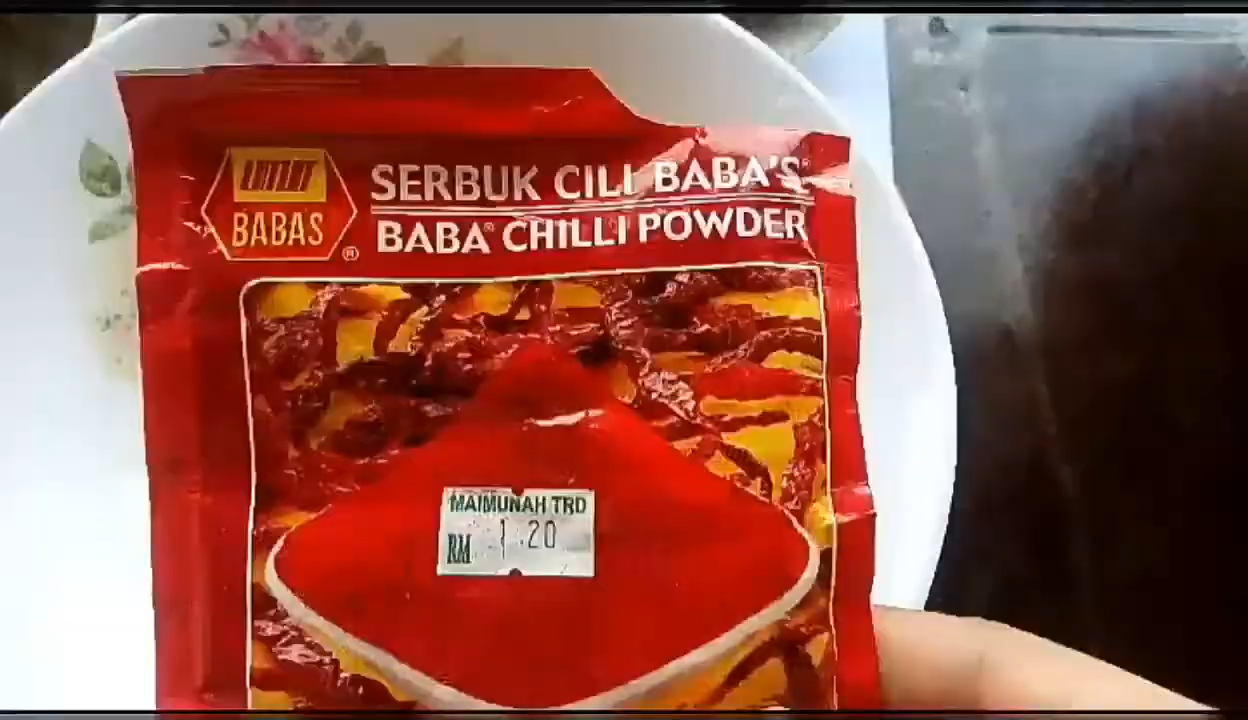 SERBUK CILI BABA'S
BABA® CHILLI POWDER
BABAS
®
MAIMUNAH TRD
RM 1.20